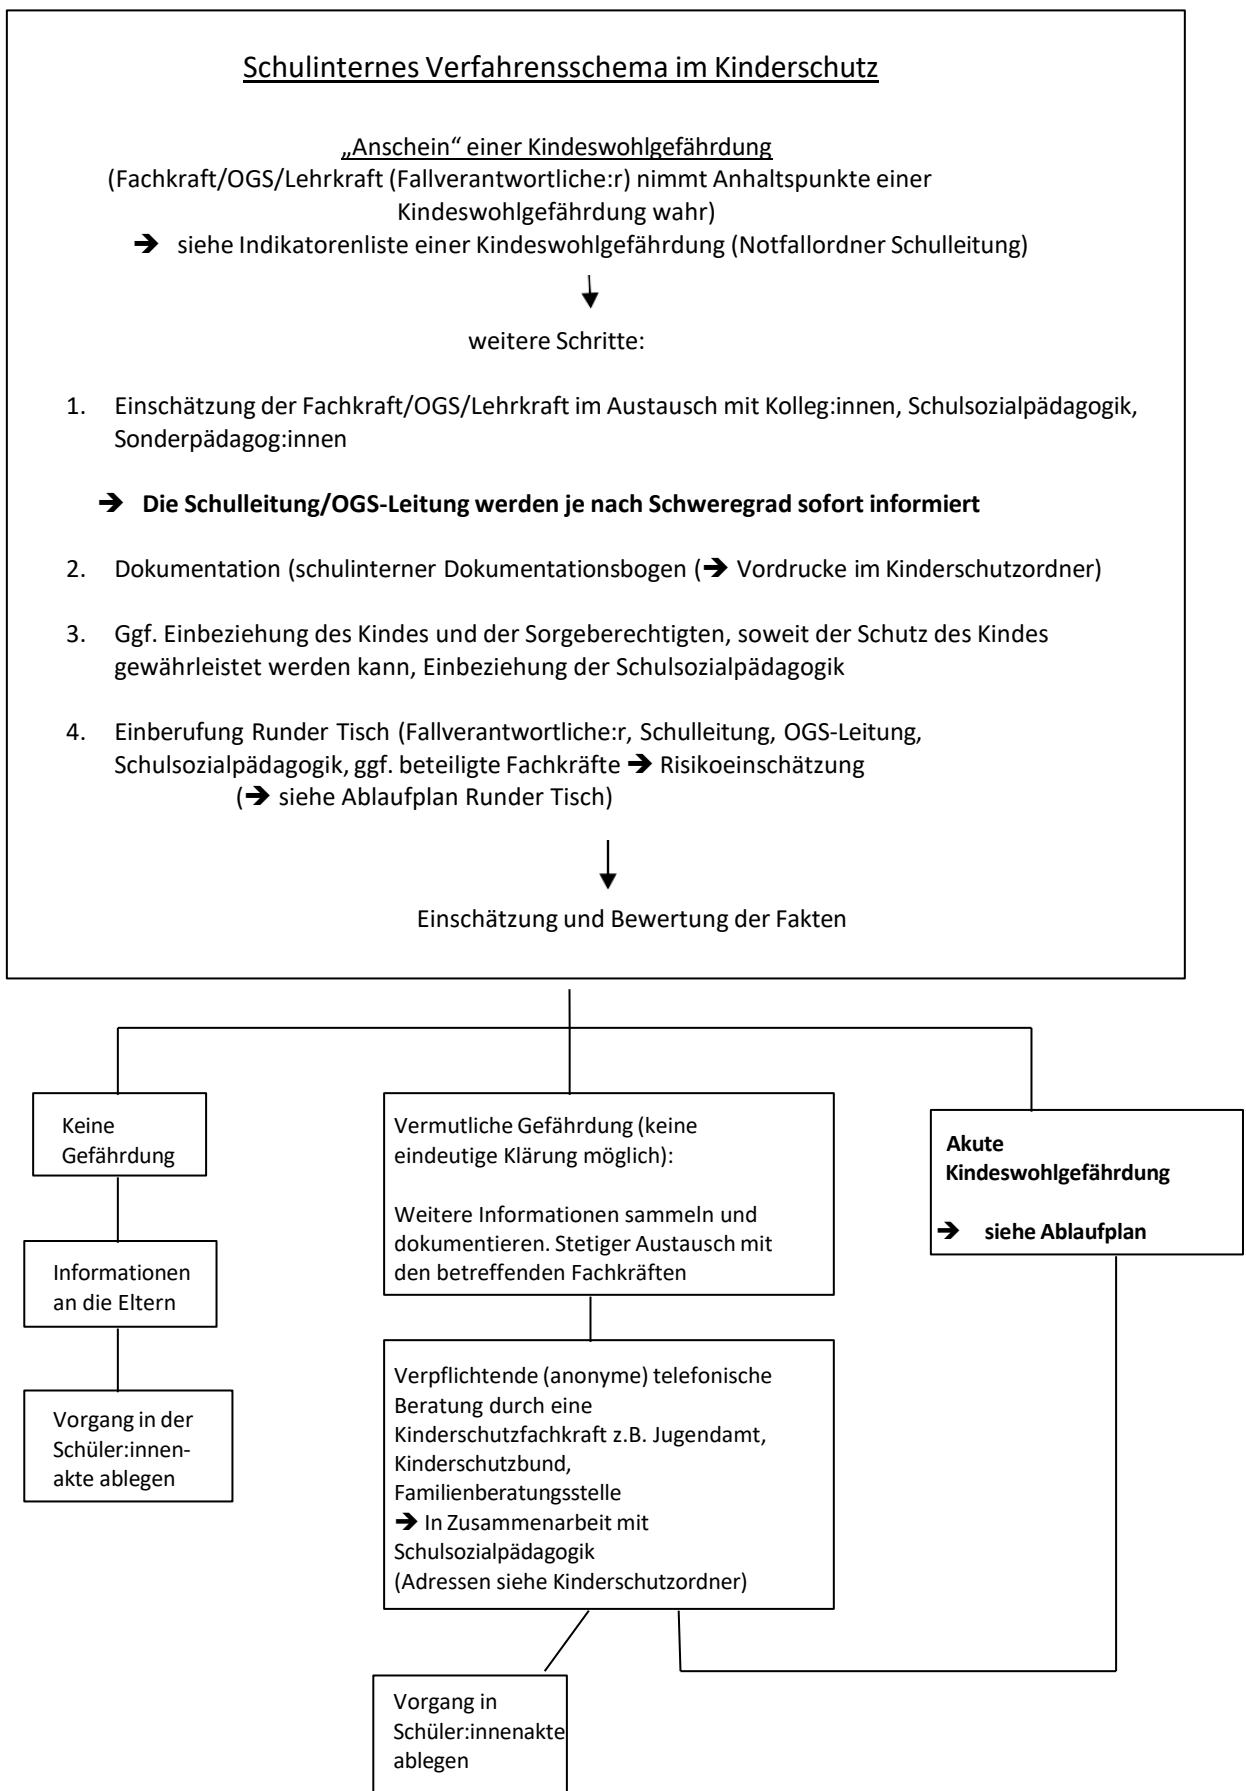 Schulinternes Verfahrensschema im Kinderschutz
„Anschein“ einer Kindeswohlgefährdung
(Fachkraft/OGS/Lehrkraft (Fallverantwortliche:r) nimmt Anhaltspunkte einer
Kindeswohlgefährdung wahr)
➔ siehe Indikatorenliste einer Kindeswohlgefährdung (Notfallordner Schulleitung)
weitere Schritte:
1. Einschätzung der Fachkraft/OGS/Lehrkraft im Austausch mit Kolleg:innen, Schulsozialpädagogik,
Sonderpädagog:innen
➔ Die Schulleitung/OGS-Leitung werden je nach Schweregrad sofort informiert
2. Dokumentation (schulinterner Dokumentationsbogen (➔ Vordrucke im Kinderschutzordner)
3. Ggf. Einbeziehung des Kindes und der Sorgeberechtigten, soweit der Schutz des Kindes
gewährleistet werden kann, Einbeziehung der Schulsozialpädagogik
4. Einberufung Runder Tisch (Fallverantwortliche:r, Schulleitung, OGS-Leitung,
Schulsozialpädagogik, ggf. beteiligte Fachkräfte ➔ Risikoeinschätzung
(➔ siehe Ablaufplan Runder Tisch)
Einschätzung und Bewertung der Fakten
Keine
Gefährdung
Informationen
an die Eltern
Vorgang in der
Schüler:innen-
akte ablegen
Vermutliche Gefährdung (keine
eindeutige Klärung möglich):
Weitere Informationen sammeln und
dokumentieren. Stetiger Austausch mit
den betreffenden Fachkräften
Verpflichtende (anonyme) telefonische
Beratung durch eine
Kinderschutzfachkraft z.B. Jugendamt,
Kinderschutzbund,
Familienberatungsstelle
➔ In Zusammenarbeit mit
Schulsozialpädagogik
(Adressen siehe Kinderschutzordner)
Vorgang in
Schüler:innenakte
ablegen
Akute
Kindeswohlgefährdung
➔ siehe Ablaufplan